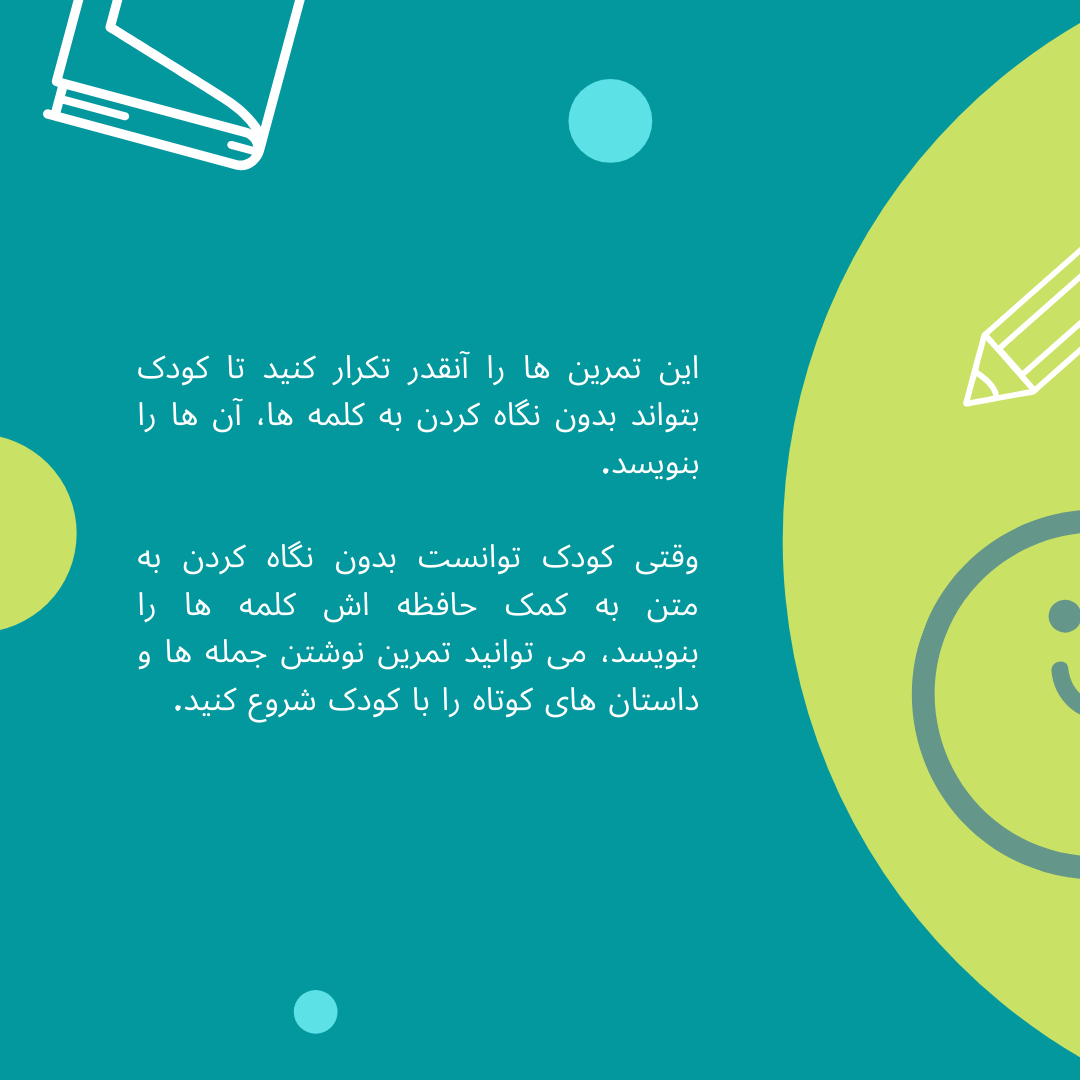 این تمرین ها را آنقدر تکرار کنید تا کودک
بتواند بدون نگاه کردن به کلمه ها، آن ها را
بنویسد.
وقتی کودک توانست بدون نگاه کردن به
متن به کمک حافظه اش کلمه ها را
بنویسد، می توانید تمرین نوشتن جمله ها و
داستان های کوتاه را با کودک شروع کنید.